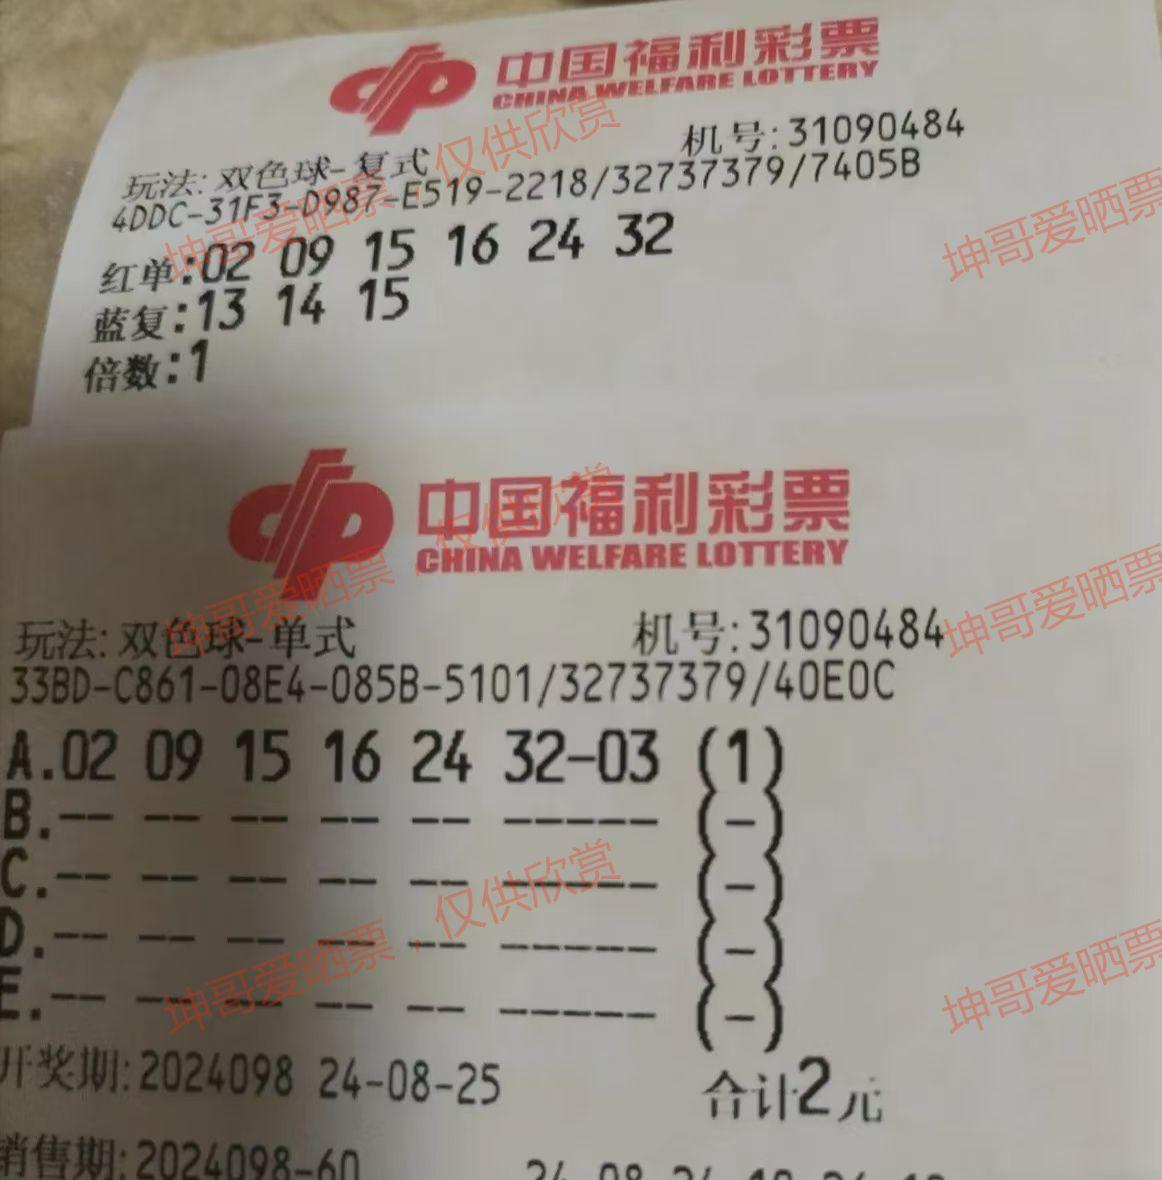 中国福利彩票
CHINA WELFARE LOTTERY
机号:31090484
玩法:双色球-复式
4DDC-31F3-D987-E519-2218/32737379/7405B
红单:02 09 15 16 24 32
蓝复:13 14 15
倍数:1
中国福利彩票
CHINA WELFARE LOTTERY
玩法:双色球-单式 机号:31090484
33BD-C861-08E4-085B-5101/32737379/40E0C
A.02 09 15 16 24 32-03 (1)
B.-- -- -- -- -- ----- (-)
C.-- -- -- -- -- ----- (-)
D.-- -- -- -- -- ----- (-)
E.-- -- -- -- -- ----- (-)
开奖期:2024098 24-08-25 合计2元
销售期:2024098-60
坤哥爱晒票,仅供欣赏
坤哥爱晒票
坤哥爱晒票,仅供欣赏
坤哥爱晒票
坤哥爱晒票,仅供欣赏
坤哥爱晒票